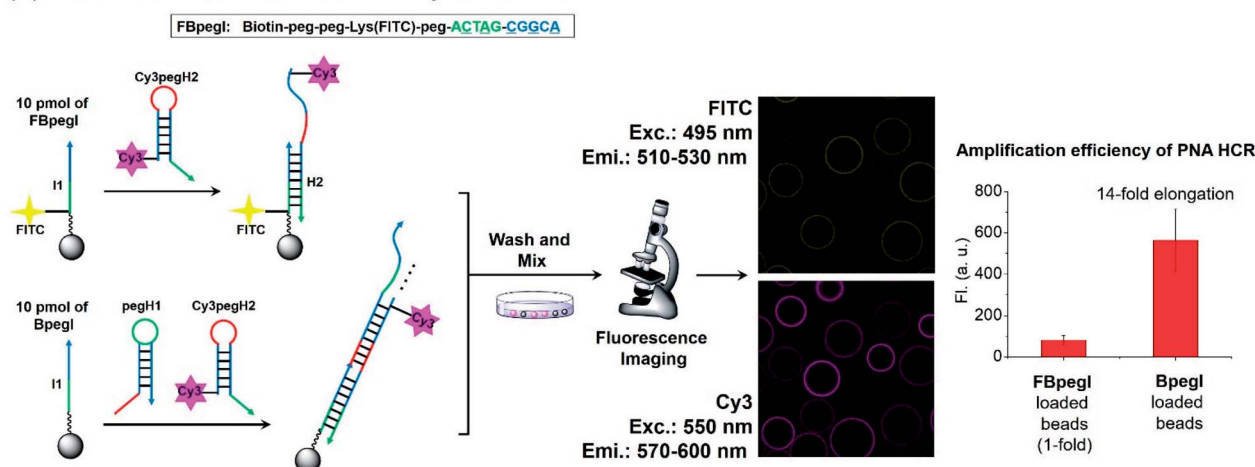 FBpegI: Biotin-peg-peg-Lys(FITC)-peg-ACTAG-CGGCA
10 pmol of
FBpegI
Cy3pegH2
Cy3
I1
FITC
Cy3
H2
FITC
10 pmol of
BpegI
pegH1
Cy3pegH2
Cy3
I1
Cy3
Wash and
Mix
Fluorescence
Imaging
FITC
Exc.: 495 nm
Emi.: 510-530 nm
Cy3
Exc.: 550 nm
Emi.: 570-600 nm
Amplification efficiency of PNA HCR
14-fold elongation
FI. (a. u.)
800
600
400
200
0
FBpegI
loaded
beads
(1-fold)
BpegI
loaded
beads